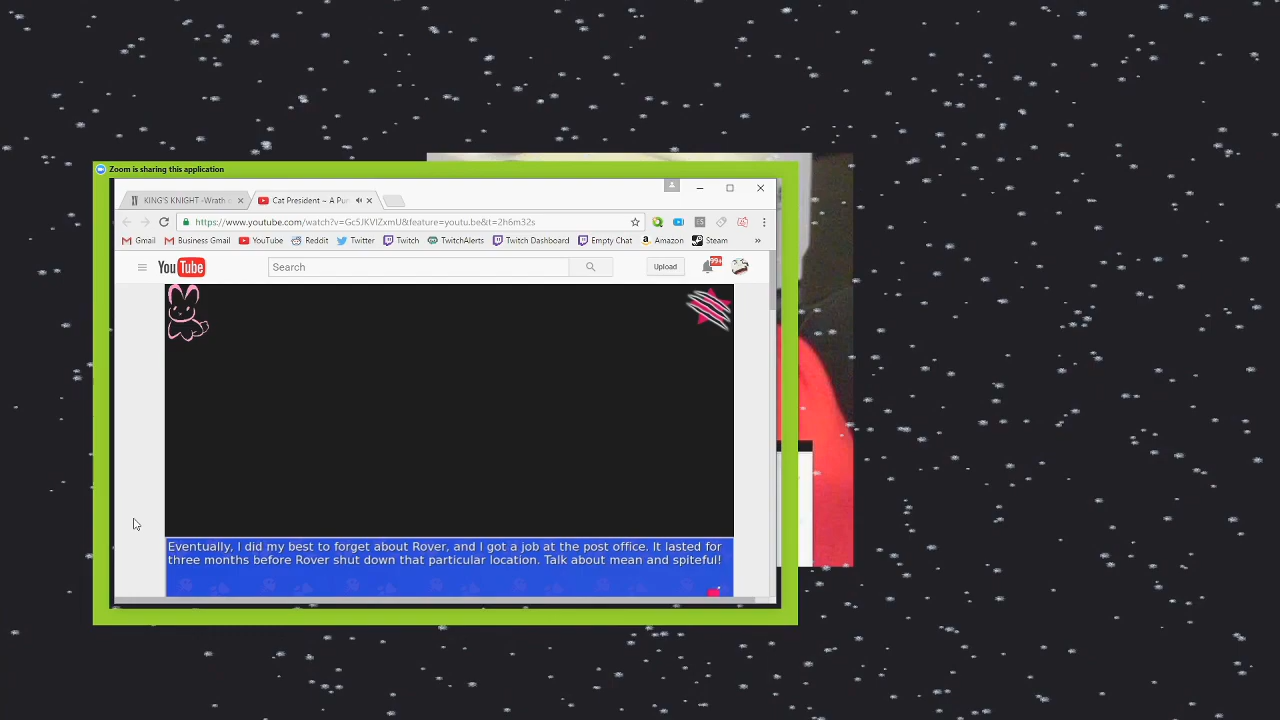 Zoom is sharing this application
KING'S KNIGHT -Wrath o
Cat President ~ A Pur
https://www.youtube.com/watch?v=Gc5JKVlZxmU&feature=youtu.be&t=2h6m32s
Gmail Business Gmail YouTube Reddit Twitter Twitch TwitchAlerts Twitch Dashboard Empty Chat Amazon Steam »
YouTube Search Upload 99+
Eventually, I did my best to forget about Rover, and I got a job at the post office. It lasted for
three months before Rover shut down that particular location. Talk about mean and spiteful!